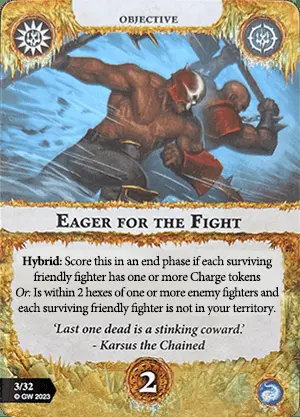 OBJECTIVE
EAGER FOR THE FIGHT
Hybrid: Score this in an end phase if each surviving
friendly fighter has one or more Charge tokens
Or: Is within 2 hexes of one or more enemy fighters and
each surviving friendly fighter is not in your territory.
'Last one dead is a stinking coward.'
- Karsus the Chained
3/32
© GW 2023
2